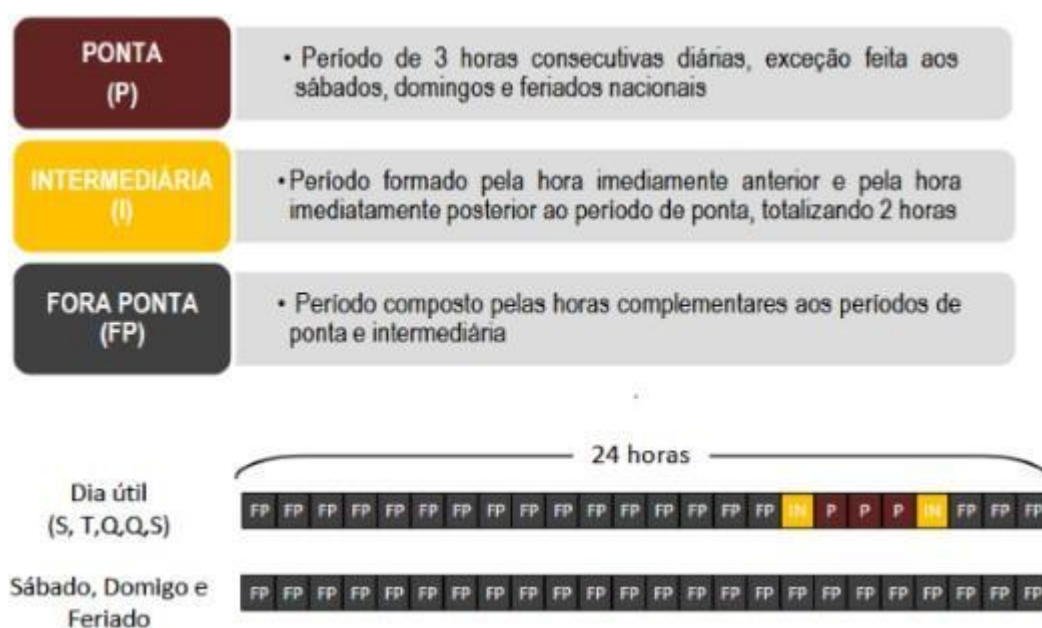 PONTA
(P)
• Período de 3 horas consecutivas diárias, exceção feita aos
sábados, domingos e feriados nacionais
INTERMEDIÁRIA
(I)
•Período formado pela hora imediamente anterior e pela hora
imediatamente posterior ao período de ponta, totalizando 2 horas
FORA PONTA
(FP)
• Período composto pelas horas complementares aos períodos de
ponta e intermediária
24 horas
Dia útil
(S, T,Q,Q,S)
FP FP FP FP FP FP FP FP FP FP FP FP FP FP FP FP IN P P P IN FP FP FP
Sábado, Domigo e
Feriado
FP FP FP FP FP FP FP FP FP FP FP FP FP FP FP FP FP FP FP FP FP FP FP FP